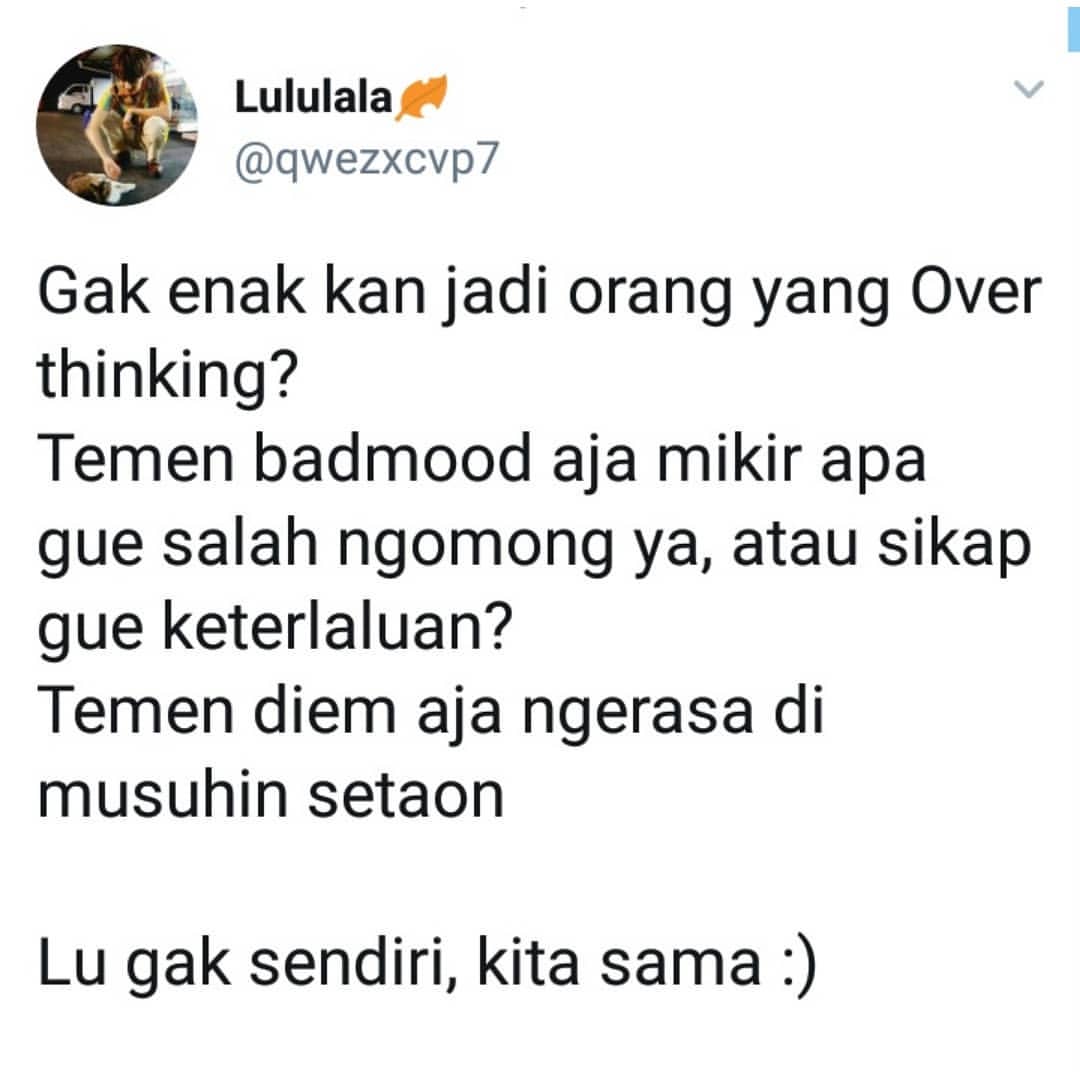 Lululala🍂
@qwezxcvp7
Gak enak kan jadi orang yang Over
thinking?
Temen badmood aja mikir apa
gue salah ngomong ya, atau sikap
gue keterlaluan?
Temen diem aja ngerasa di
musuhin setaon
Lu gak sendiri, kita sama :)